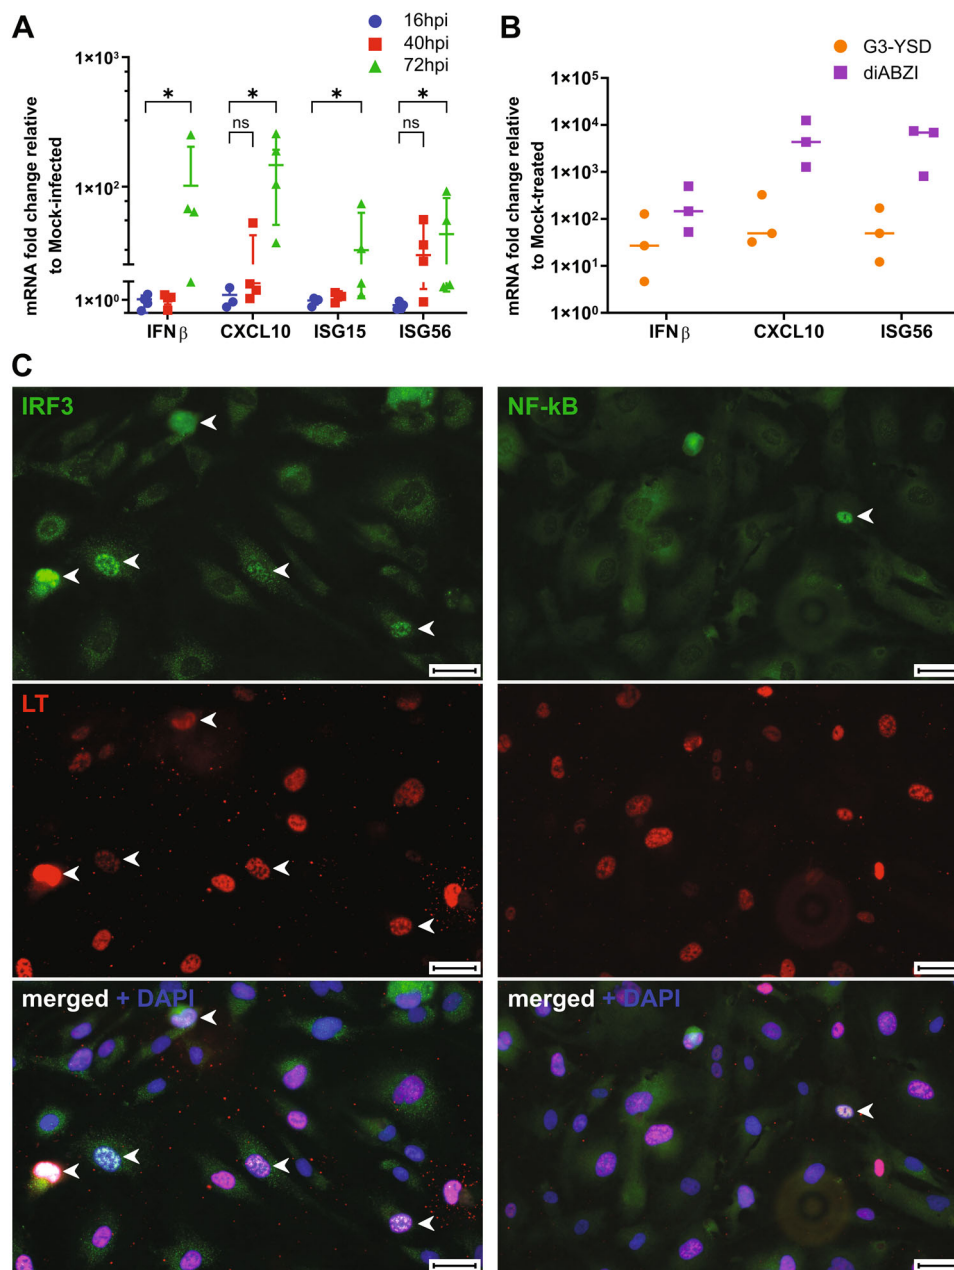 A
16hpi
40hpi
72hpi
mRNA fold change relative
to Mock-infected
1×10³
1×10²
1×10⁰
* * * *
ns ns
IFNβ CXCL10 ISG15 ISG56
B
G3-YSD
diABZI
mRNA fold change relative
to Mock-treated
1×10⁵
1×10⁴
1×10³
1×10²
1×10¹
1×10⁰
IFNβ CXCL10 ISG56
C
IRF3
NF-kB
LT
merged + DAPI
merged + DAPI